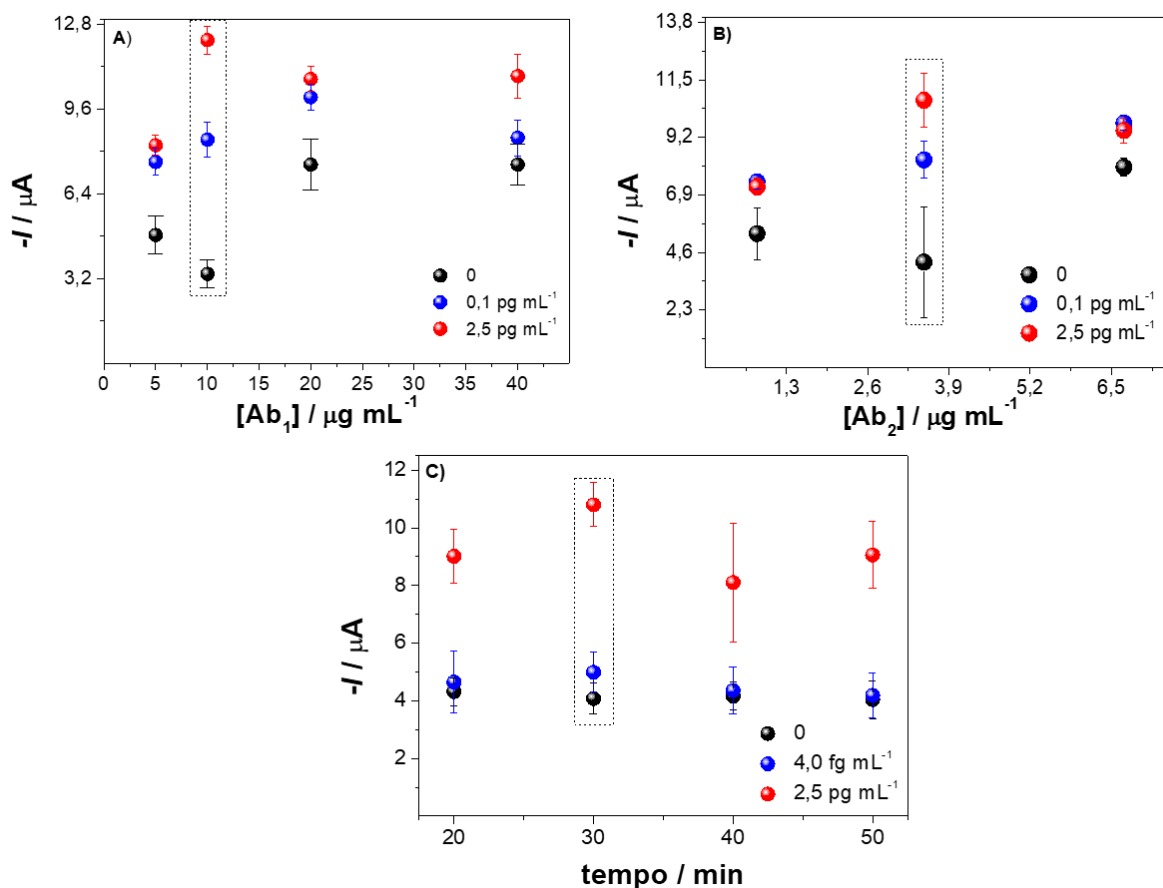 A)
12,8
9,6
6,4
3,2
-I / μA
0
0,1 pg mL⁻¹
2,5 pg mL⁻¹
0 5 10 15 20 25 30 35 40
[Ab₁] / μg mL⁻¹
B)
13,8
11,5
9,2
6,9
4,6
2,3
-I / μA
0
0,1 pg mL⁻¹
2,5 pg mL⁻¹
1,3 2,6 3,9 5,2 6,5
[Ab₂] / μg mL⁻¹
C)
12
10
8
6
4
2
-I / μA
0
4,0 fg mL⁻¹
2,5 pg mL⁻¹
20 30 40 50
tempo / min